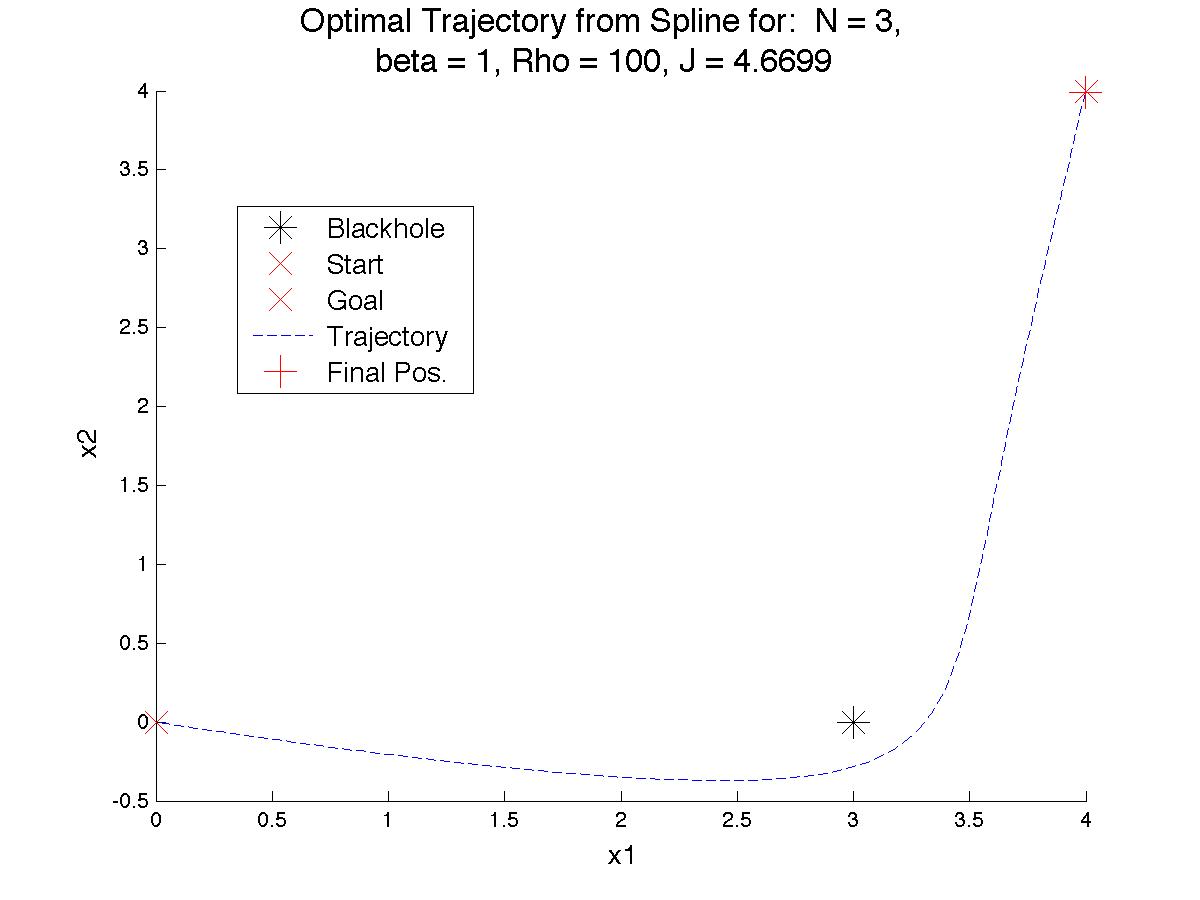 Optimal Trajectory from Spline for:  N = 3,
beta = 1, Rho = 100, J = 4.6699
4
3.5
3
2.5
2
1.5
1
0.5
0
-0.5
x2
Blackhole
Start
Goal
Trajectory
Final Pos.
0 0.5 1 1.5 2 2.5 3 3.5 4
x1